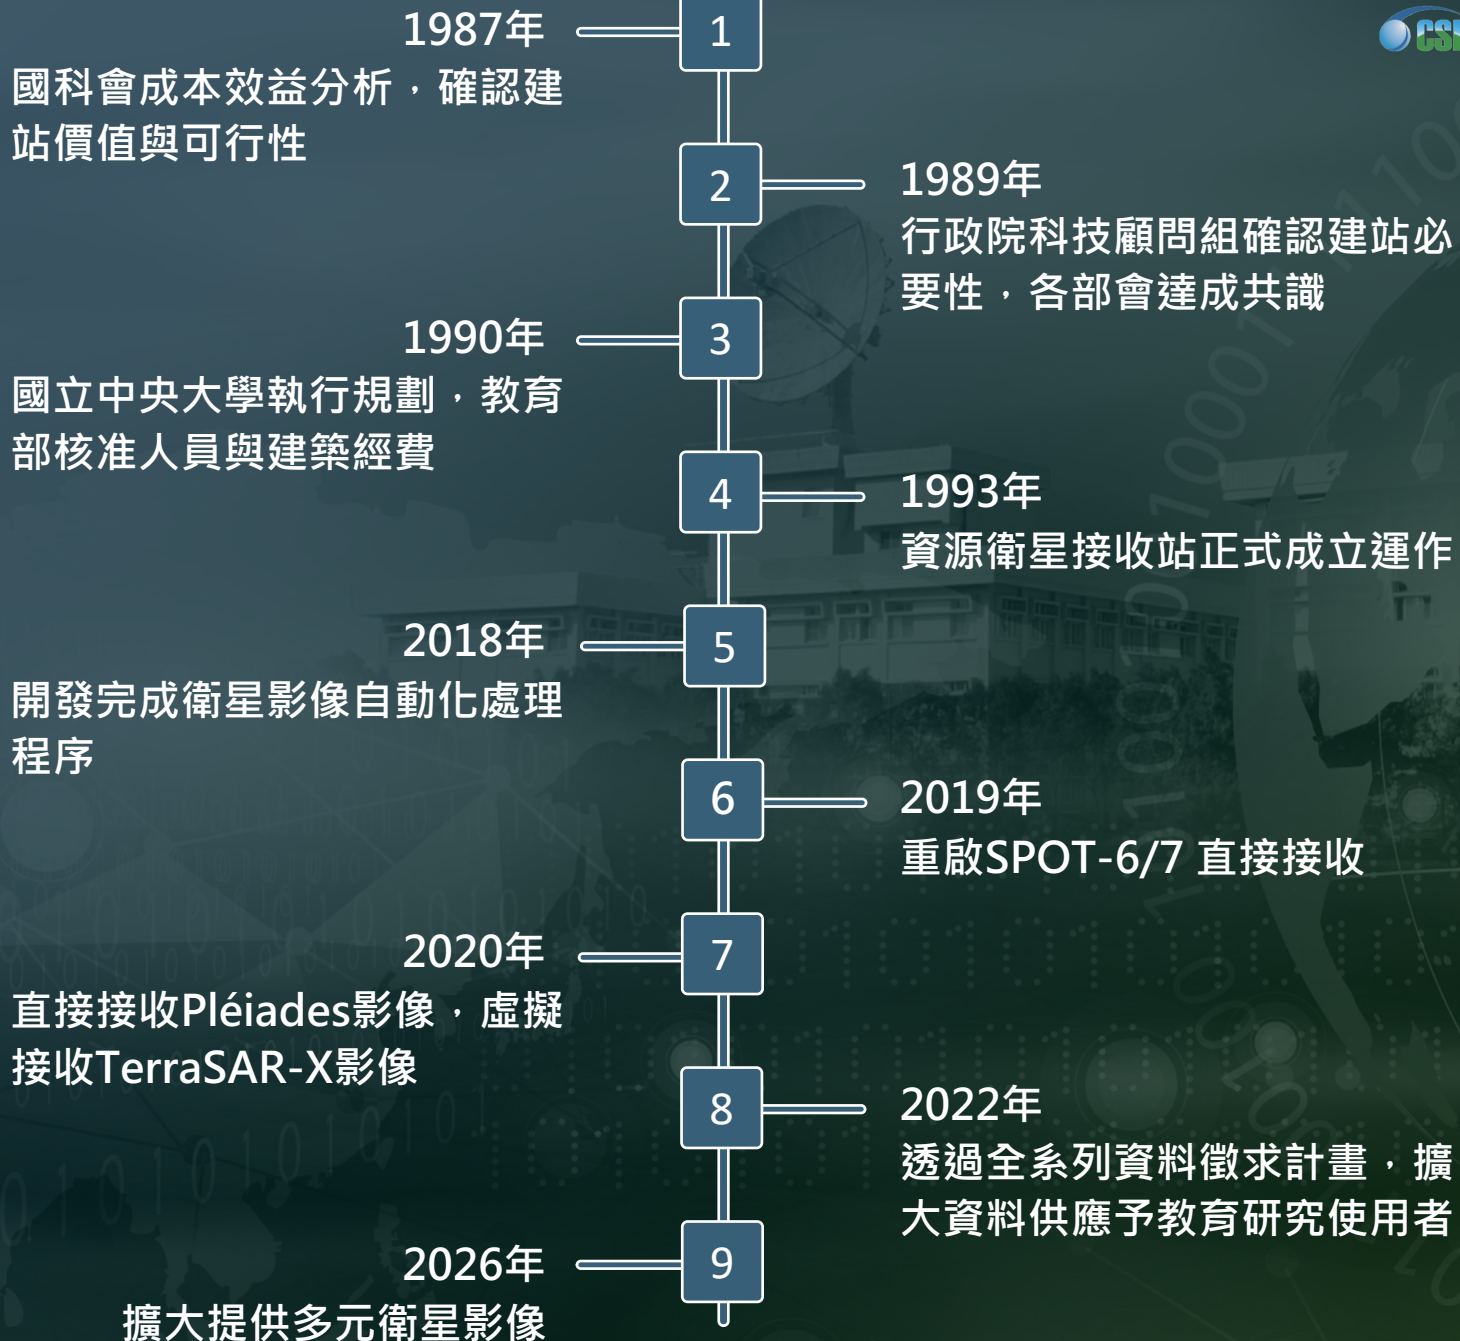 1987年
1
國科會成本效益分析，確認建
站價值與可行性
2
1989年
行政院科技顧問組確認建站必
要性，各部會達成共識
1990年
3
國立中央大學執行規劃，教育
部核准人員與建築經費
4
1993年
資源衛星接收站正式成立運作
2018年
5
開發完成衛星影像自動化處理
程序
6
2019年
重啟SPOT-6/7 直接接收
2020年
7
直接接收Pléiades影像，虛擬
接收TerraSAR-X影像
8
2022年
透過全系列資料徵求計畫，擴
大資料供應予教育研究使用者
2026年
9
擴大提供多元衛星影像